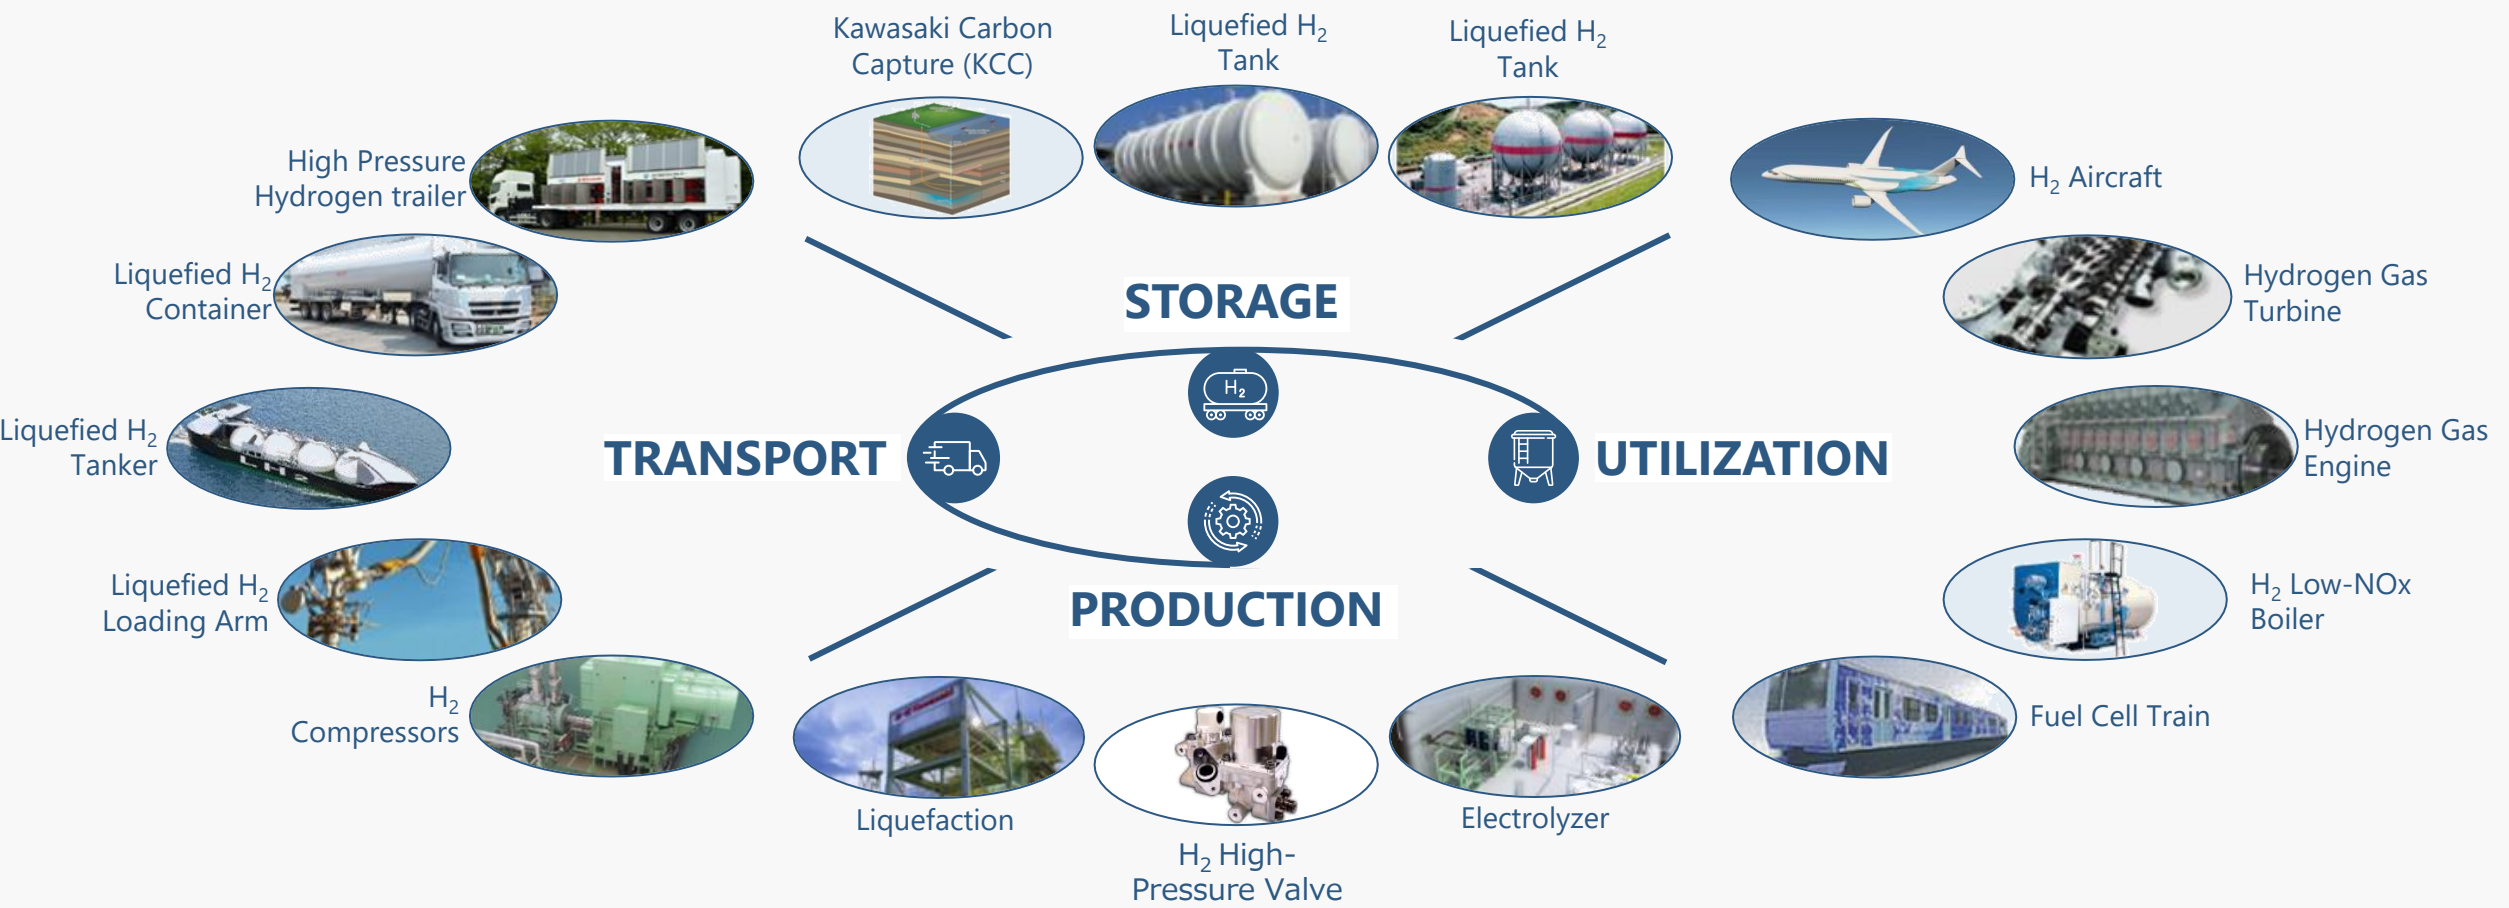 Kawasaki Carbon
Capture (KCC)
Liquefied H₂
Tank
Liquefied H₂
Tank
High Pressure
Hydrogen trailer
H₂ Aircraft
Liquefied H₂
Container
Hydrogen Gas
Turbine
STORAGE
H₂
Liquefied H₂
Tanker
TRANSPORT
UTILIZATION
Hydrogen Gas
Engine
Liquefied H₂
Loading Arm
PRODUCTION
H₂ Low-NOx
Boiler
H₂
Compressors
Fuel Cell Train
Liquefaction
Electrolyzer
H₂ High-
Pressure Valve